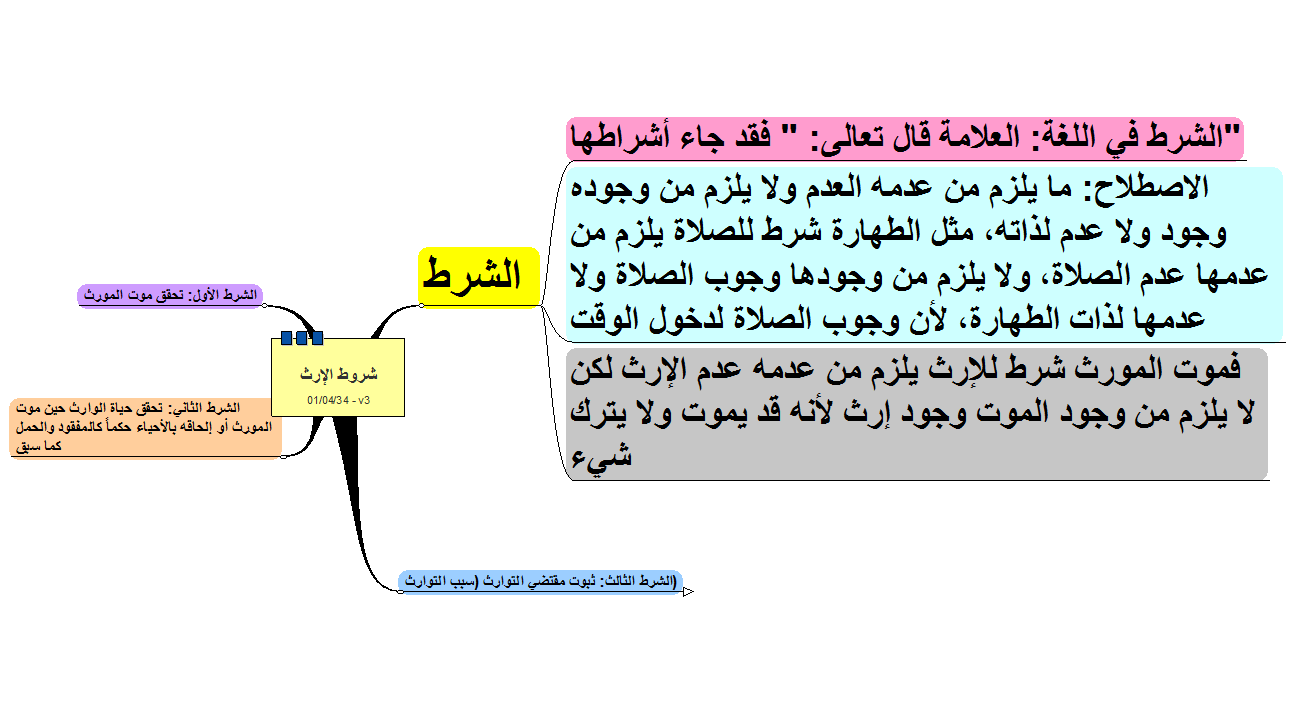 شروط الإرث
01/04/34 - v3
الشرط
"الشرط في اللغة: العلامة قال تعالى: " فقد جاء أشراطها
الاصطلاح: ما يلزم من عدمه العدم ولا يلزم من وجوده
وجود ولا عدم لذاته، مثل الطهارة شرط للصلاة يلزم من
عدمها عدم الصلاة، ولا يلزم من وجودها وجوب الصلاة ولا
عدمها لذات الطهارة، لأن وجوب الصلاة لدخول الوقت
فموت المورث شرط للإرث يلزم من عدمه عدم الإرث لكن
لا يلزم من وجود الموت وجود إرث لأنه قد يموت ولا يترك
شيء
الشرط الأول: تحقق موت المورث
الشرط الثاني: تحقق حياة الوارث حين موت
المورث أو إلحاقه بالأحياء حكماً كالمفقود والحمل
كما سبق
(الشرط الثالث: ثبوت مقتضي التوارث (سبب التوارث